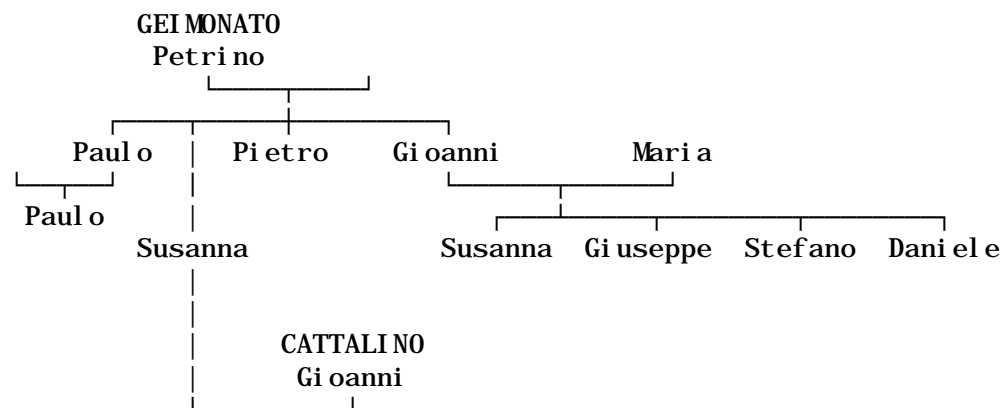 GEIMONATO
Petrino
Paulo Pietro Gioanni Maria
Paulo
Susanna Susanna Giuseppe Stefano Daniele
CATTALINO
Gioanni